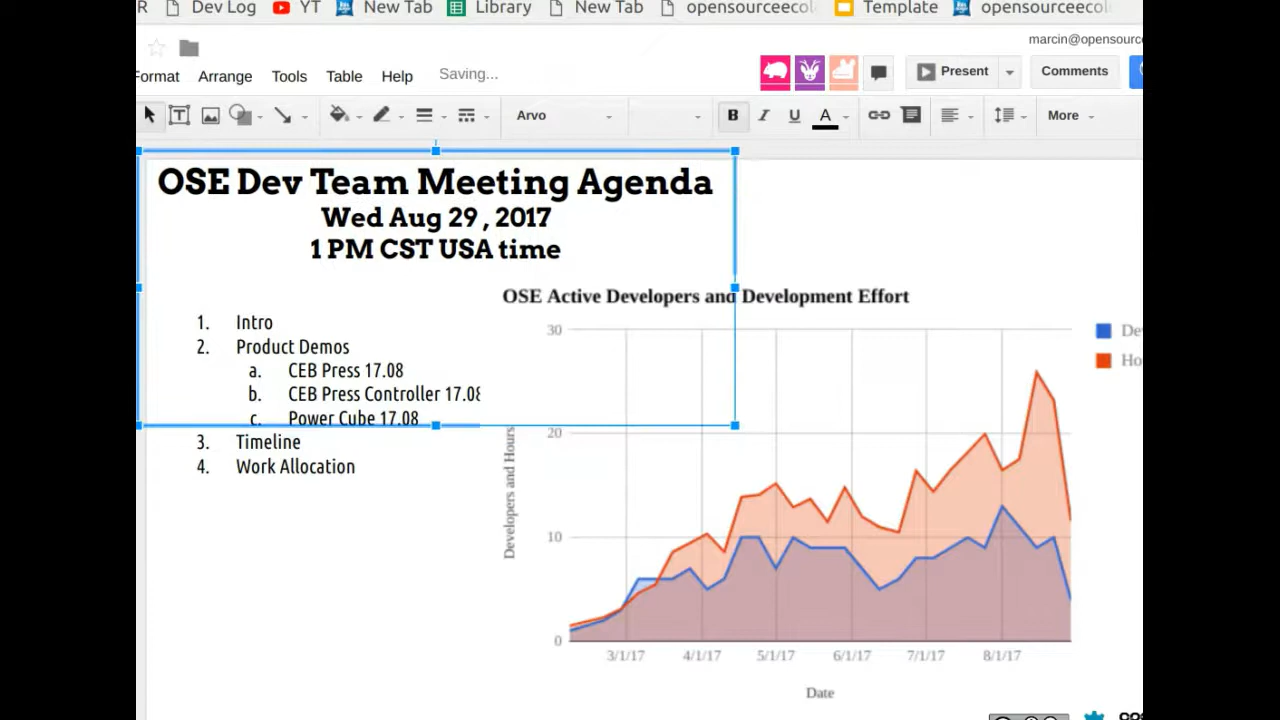 R Dev Log YT New Tab Library New Tab opensourceecol Template opensourceecol
marcin@opensource
Format Arrange Tools Table Help Saving... Present Comments
Arvo B I U A More
OSE Dev Team Meeting Agenda
Wed Aug 29 , 2017
1 PM CST USA time
1. Intro
2. Product Demos
a. CEB Press 17.08
b. CEB Press Controller 17.08
c. Power Cube 17.08
3. Timeline
4. Work Allocation
OSE Active Developers and Development Effort
De
Ho
Developers and Hours
30
20
10
0
3/1/17 4/1/17 5/1/17 6/1/17 7/1/17 8/1/17
Date